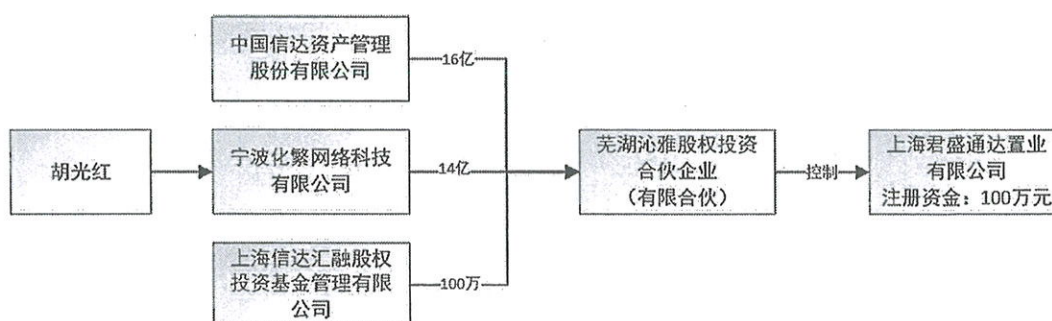 中国信达资产管理
股份有限公司
16亿
胡光红
宁波化繁网络科技
有限公司
14亿
芜湖沁雅股权投资
合伙企业
（有限合伙）
控制
上海君盛通达置业
有限公司
注册资金：100万元
上海信达汇融股权
投资基金管理有限
公司
100万